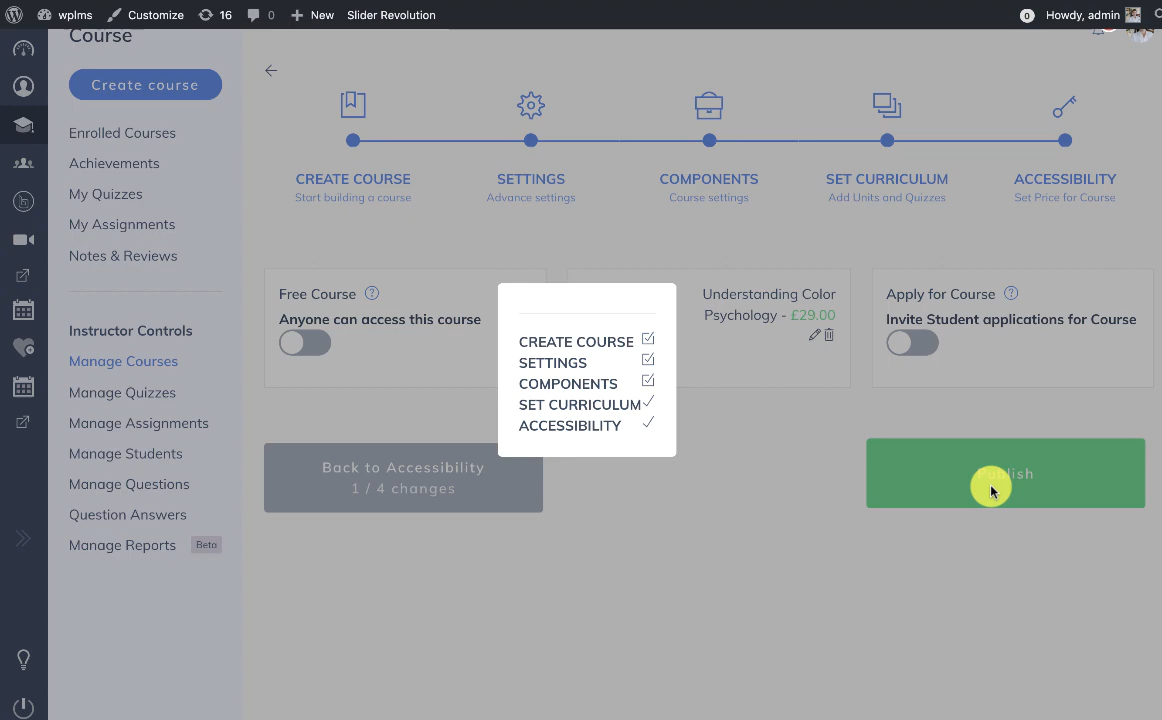 wplms
Customize
16
0
New
Slider Revolution
0
Howdy, admin
Course
Create course
Enrolled Courses
Achievements
My Quizzes
My Assignments
Notes & Reviews
Instructor Controls
Manage Courses
Manage Quizzes
Manage Assignments
Manage Students
Manage Questions
Question Answers
Manage Reports
Beta
CREATE COURSE
Start building a course
SETTINGS
Advance settings
COMPONENTS
Course settings
SET CURRICULUM
Add Units and Quizzes
ACCESSIBILITY
Set Price for Course
Free Course
Anyone can access this course
Understanding Color
Psychology - £29.00
Apply for Course
Invite Student applications for Course
CREATE COURSE
SETTINGS
COMPONENTS
SET CURRICULUM
ACCESSIBILITY
Back to Accessibility
1 / 4 changes
Publish